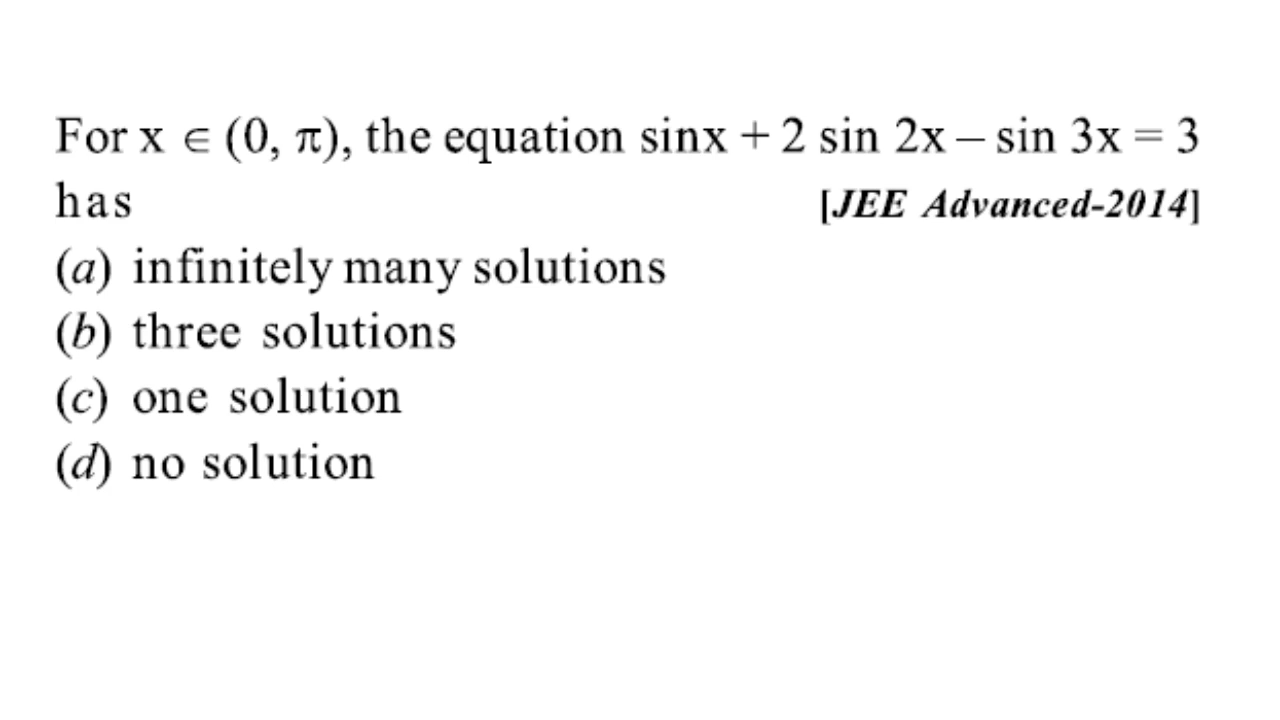 For x ∈ (0, π), the equation sinx + 2 sin 2x – sin 3x = 3
has [JEE Advanced-2014]
(a) infinitely many solutions
(b) three solutions
(c) one solution
(d) no solution